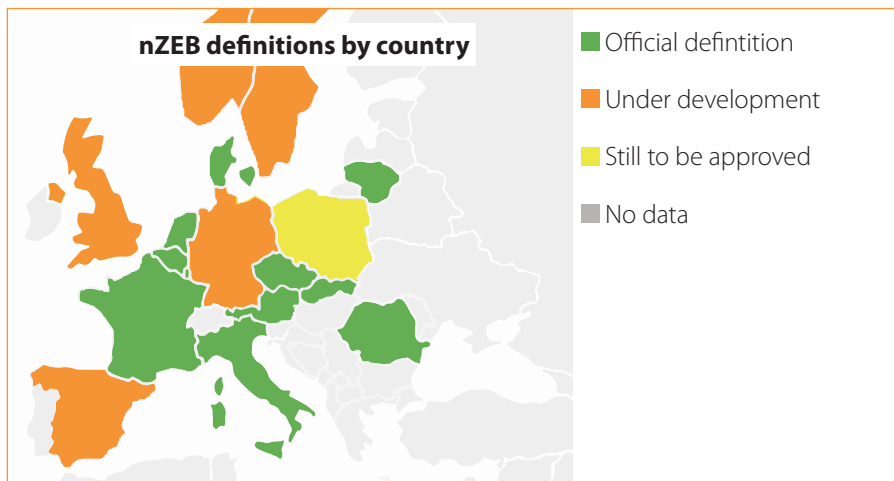 nZEB definitions by country
Official defintition
Under development
Still to be approved
No data